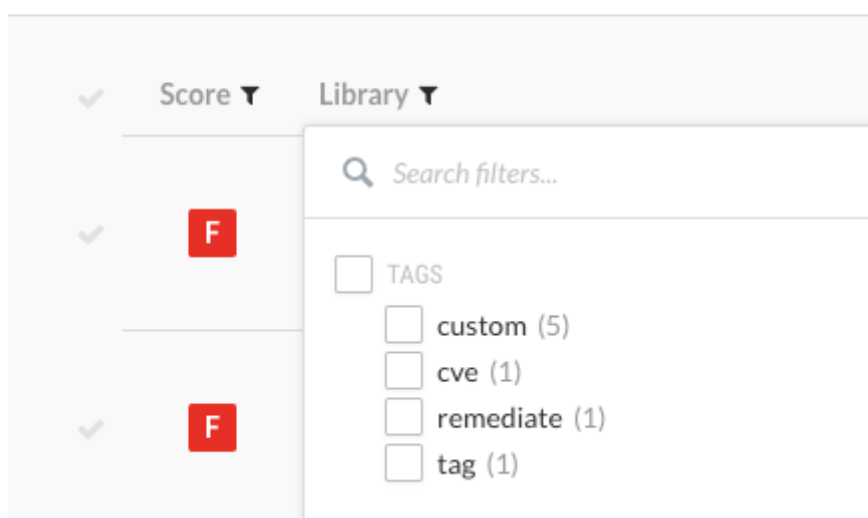 Score Library
Search filters...
F
TAGS
custom (5)
cve (1)
remediate (1)
F
tag (1)